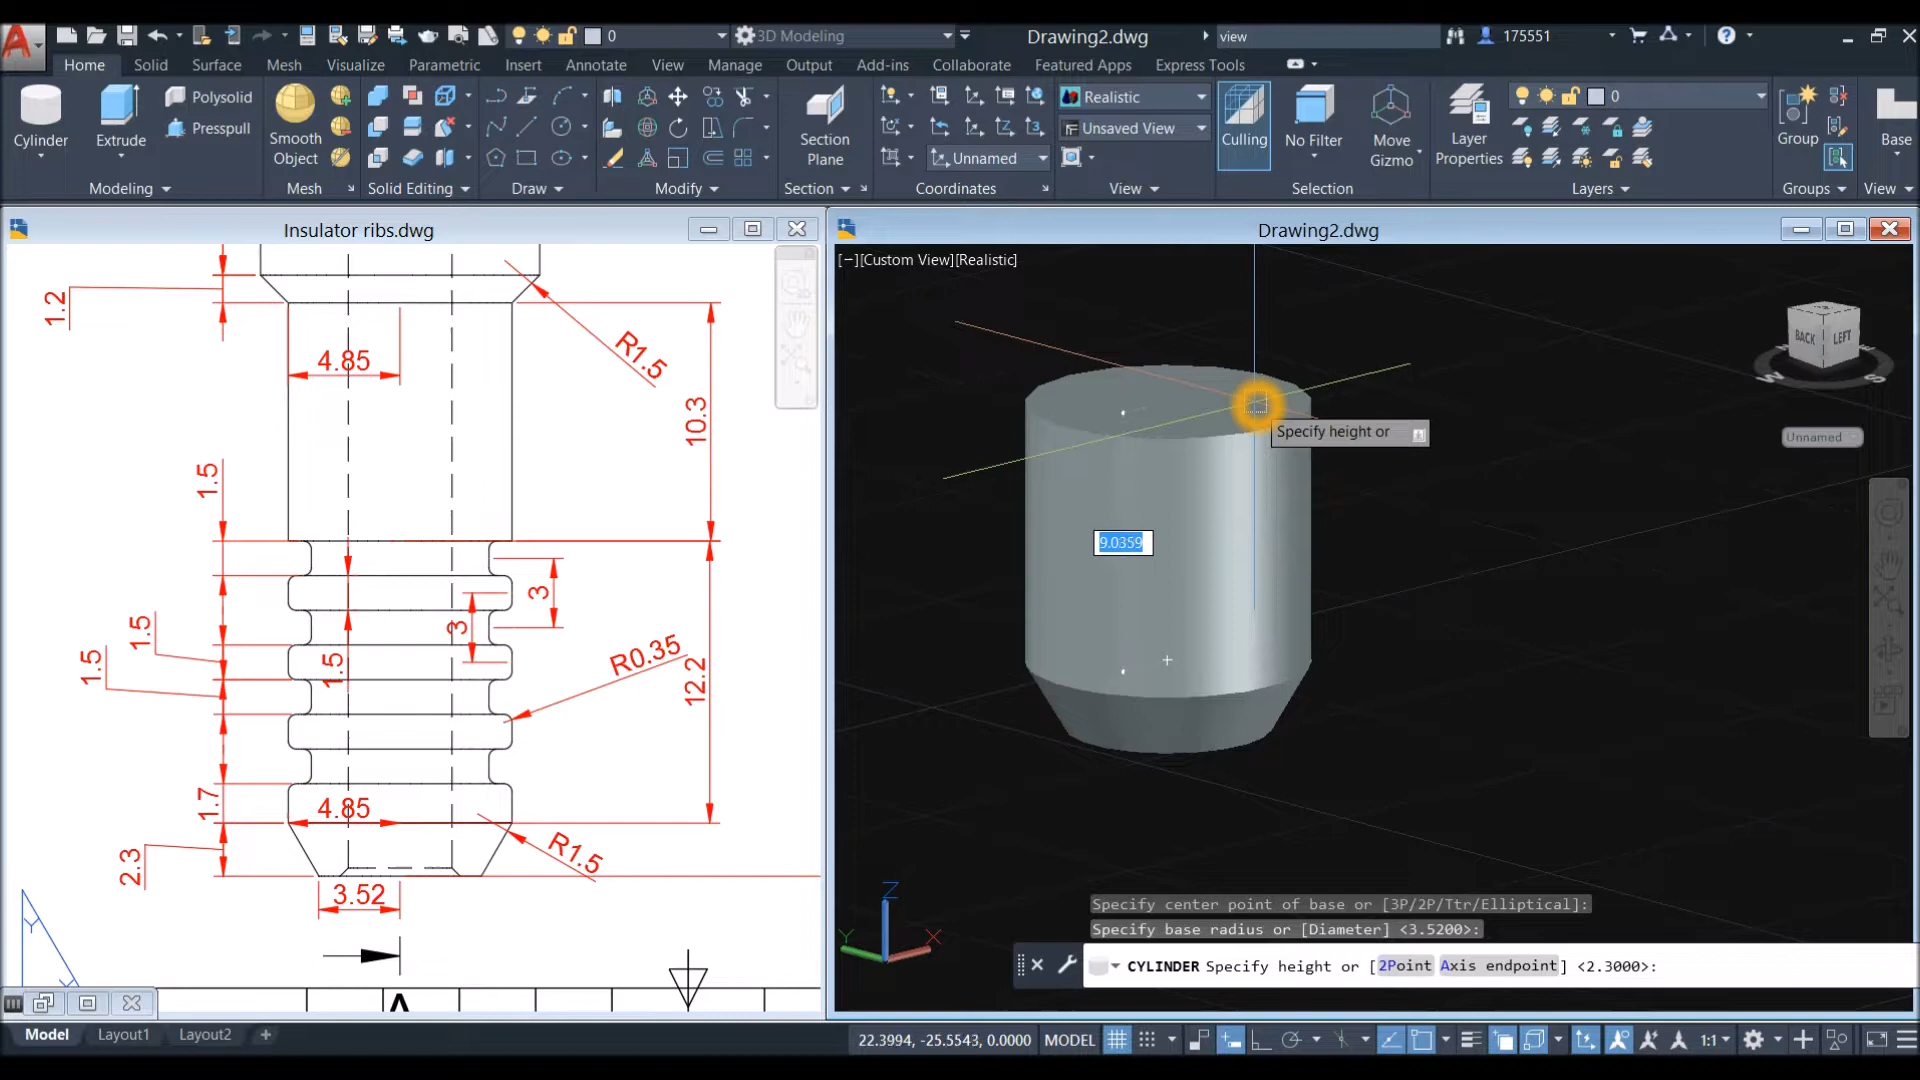 0
3D Modeling
Drawing2.dwg
view
175551
Home Solid Surface Mesh Visualize Parametric Insert Annotate View Manage Output Add-ins Collaborate Featured Apps Express Tools
Cylinder
Extrude
Polysolid
Presspull
Modeling
Smooth
Object
Mesh
Solid Editing
Draw
Modify
Section
Plane
Section
Unnamed
Coordinates
Realistic
Unsaved View
View
Culling
No Filter
Move
Gizmo
Selection
Layer
Properties
0
Layers
Group
Groups
Base
View
Insulator ribs.dwg
Drawing2.dwg
[−][Custom View][Realistic]
1.2
4.85
R1.5
10.3
1.5
1.5
1.5
3
3
1.5
R0.35
12.2
1.7
4.85
2.3
R1.5
3.52
Y
A
BACK
LEFT
W
S
Unnamed
Specify height or
9.0359
Z
Y
X
Specify center point of base or [3P/2P/Ttr/Elliptical]:
Specify base radius or [Diameter] <3.5200>:
CYLINDER Specify height or [2Point Axis endpoint] <2.3000>:
Model Layout1 Layout2 +
22.3994, -25.5543, 0.0000 MODEL
1:1